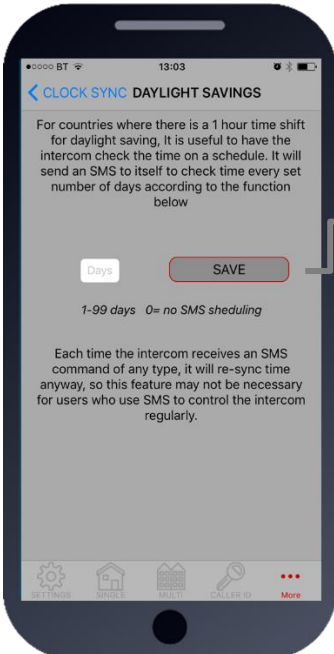 BT 13:03
CLOCK SYNC DAYLIGHT SAVINGS
For countries where there is a 1 hour time shift
for daylight saving, It is useful to have the
intercom check the time on a schedule. It will
send an SMS to itself to check time every set
number of days according to the function
below
Days SAVE
1-99 days 0= no SMS sheduling
Each time the intercom receives an SMS
command of any type, it will re-sync time
anyway, so this feature may not be necessary
for users who use SMS to control the intercom
regularly.
SETTINGS SINGLE MULTI CALLER ID More